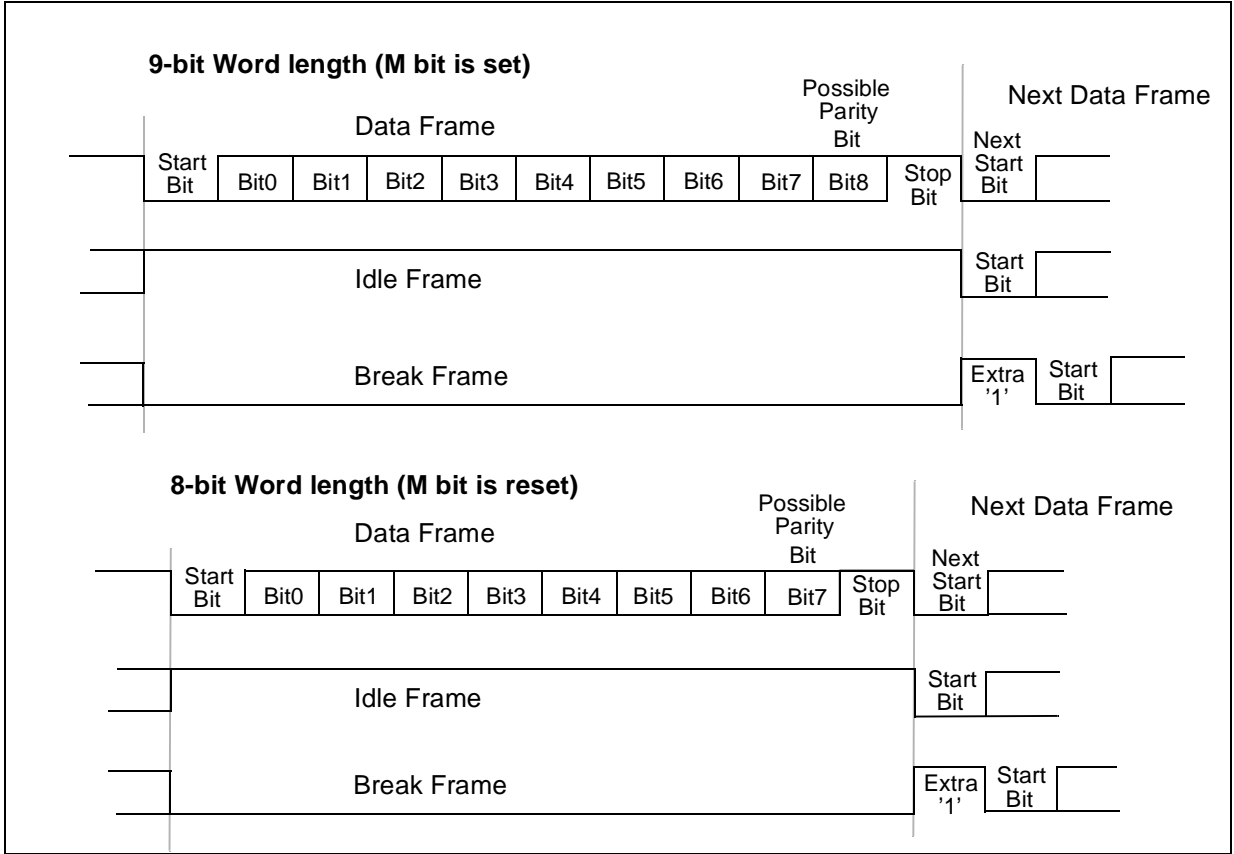 9-bit Word length (M bit is set)
Possible
Parity
Bit
Next Data Frame
Data Frame
Next
Start
Bit
Start
Bit
Bit0
Bit1
Bit2
Bit3
Bit4
Bit5
Bit6
Bit7
Bit8
Stop
Bit
Idle Frame
Start
Bit
Break Frame
Extra
'1'
Start
Bit
8-bit Word length (M bit is reset)
Possible
Parity
Bit
Next Data Frame
Data Frame
Next
Start
Bit
Start
Bit
Bit0
Bit1
Bit2
Bit3
Bit4
Bit5
Bit6
Bit7
Stop
Bit
Idle Frame
Start
Bit
Break Frame
Extra
'1'
Start
Bit